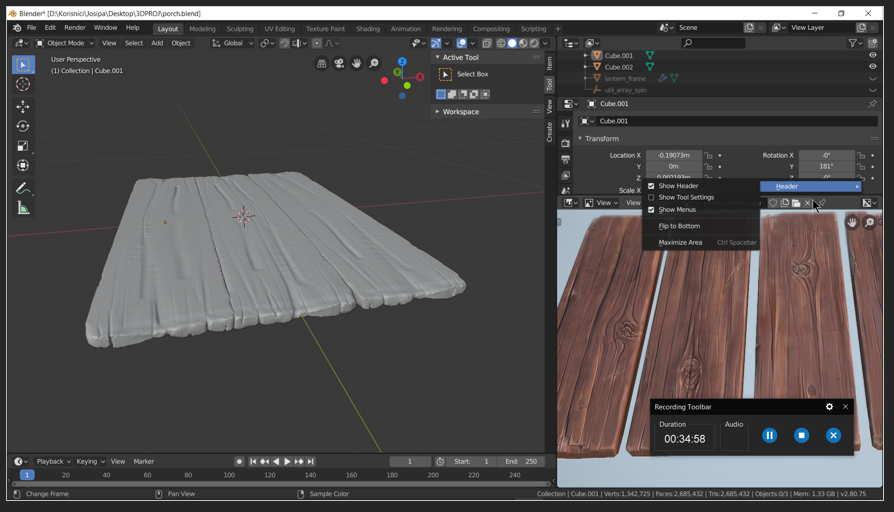 Blender* [D:\Korisnici\Josipa\Desktop\3DPROJ\porch.blend]
File Edit Render Window Help Layout Modeling Sculpting UV Editing Texture Paint Shading Animation Rendering Compositing Scripting + Scene View Layer
Object Mode View Select Add Object Global
User Perspective
(1) Collection | Cube.001
Active Tool
Select Box
Workspace
Item
Tool
View
Create
Cube.001
Cube.002
lantern_frame
util_array_spin
Cube.001
Cube.001
Transform
Location X -0.19073m Rotation X -0°
Y 0m Y 181°
Z
Scale X
Show Header Header
Show Tool Settings
Show Menus
Flip to Bottom
Maximize Area Ctrl Spacebar
View View
Recording Toolbar
Duration Audio
00:34:58
Playback Keying View Marker 1 Start: 1 End: 250
1 20 40 60 80 100 120 140 160 180 200 220 240
Change Frame Pan View Sample Color Collection | Cube.001 | Verts:1,342,725 | Faces:2,685,432 | Tris:2,685,432 | Objects:0/3 | Mem: 1.33 GB | v2.80.75